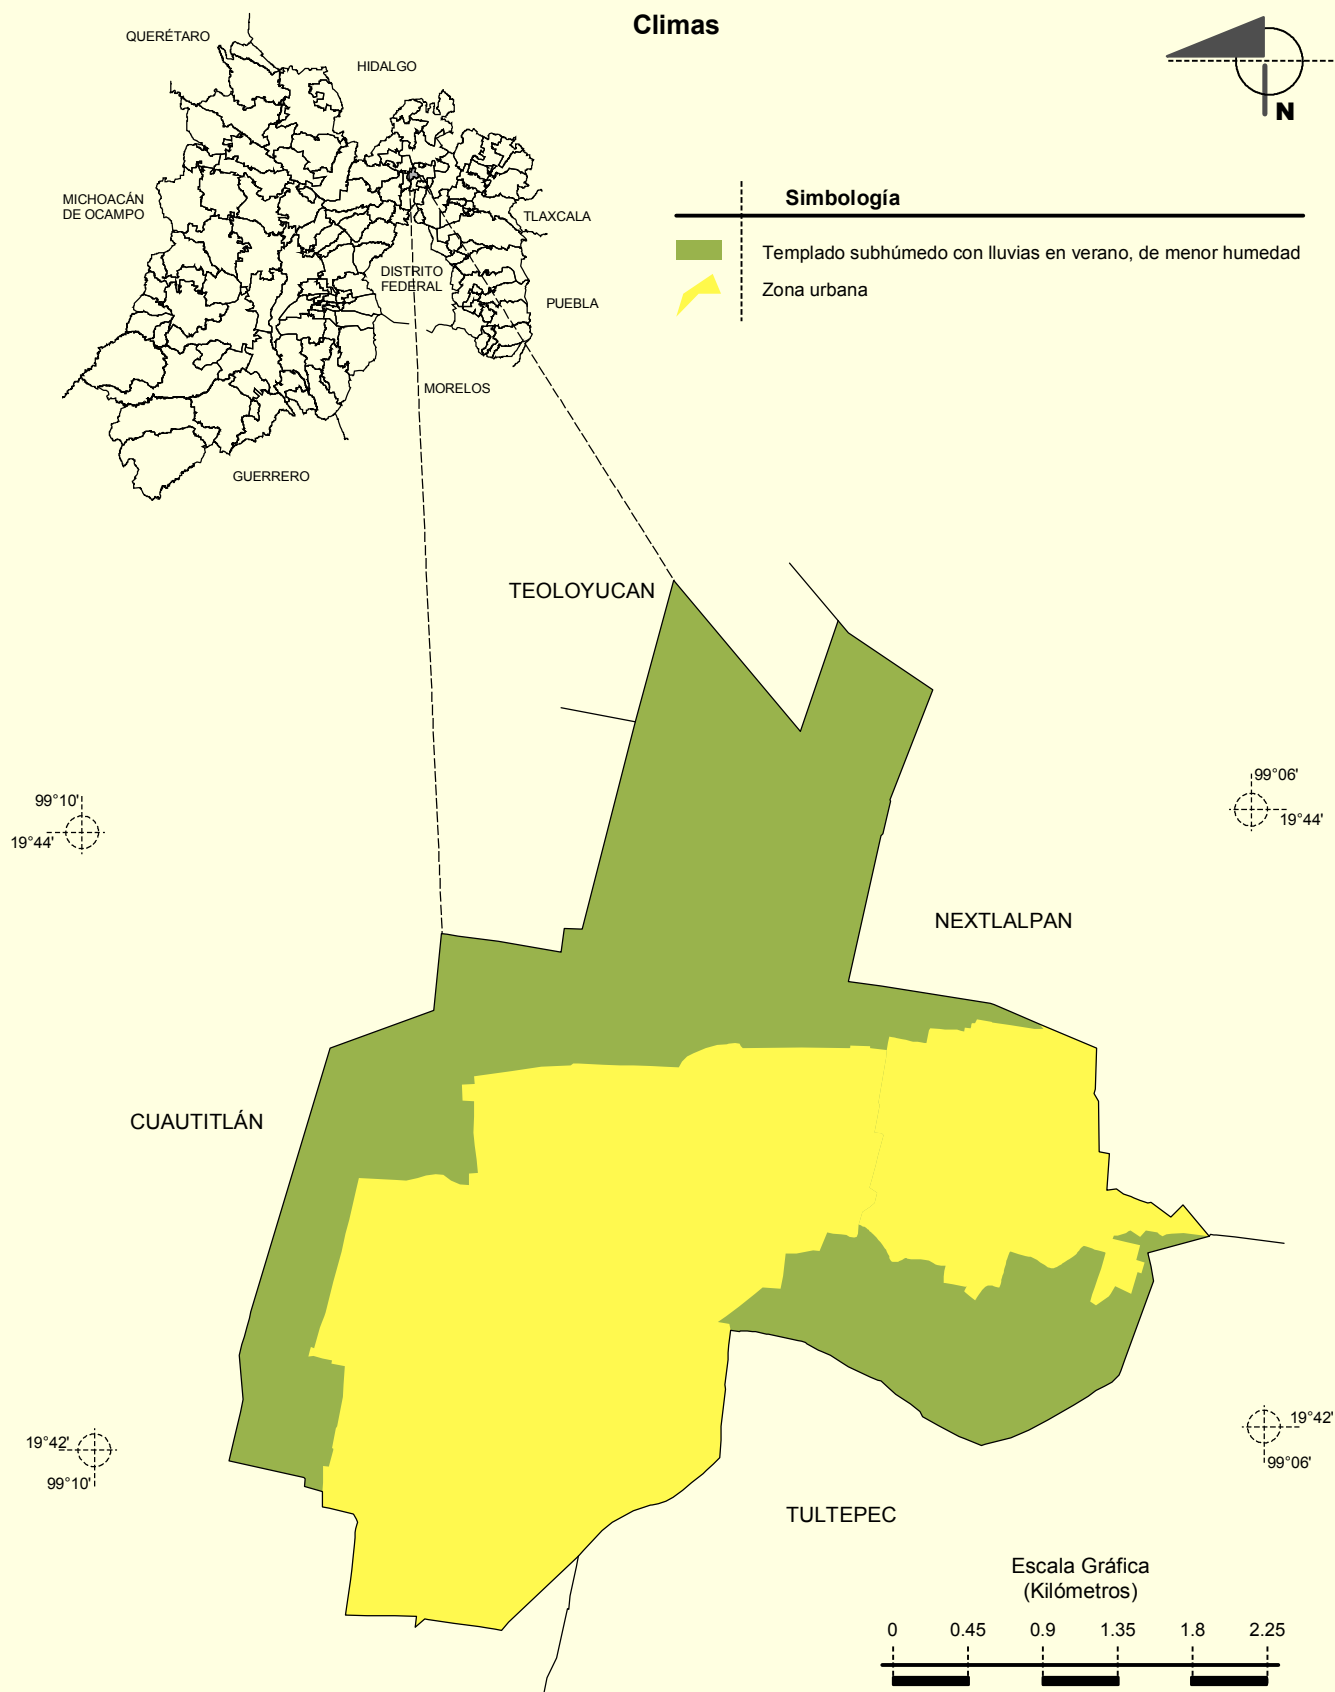 Climas
QUERÉTARO
HIDALGO
MICHOACÁN
DE OCAMPO
TLAXCALA
DISTRITO
FEDERAL
PUEBLA
MORELOS
GUERRERO
N
Simbología
Templado subhúmedo con lluvias en verano, de menor humedad
Zona urbana
TEOLOYUCAN
99°10'
19°44'
99°06'
19°44'
NEXTLALPAN
CUAUTITLÁN
19°42'
99°10'
19°42'
99°06'
TULTEPEC
Escala Gráfica
(Kilómetros)
0 0.45 0.9 1.35 1.8 2.25